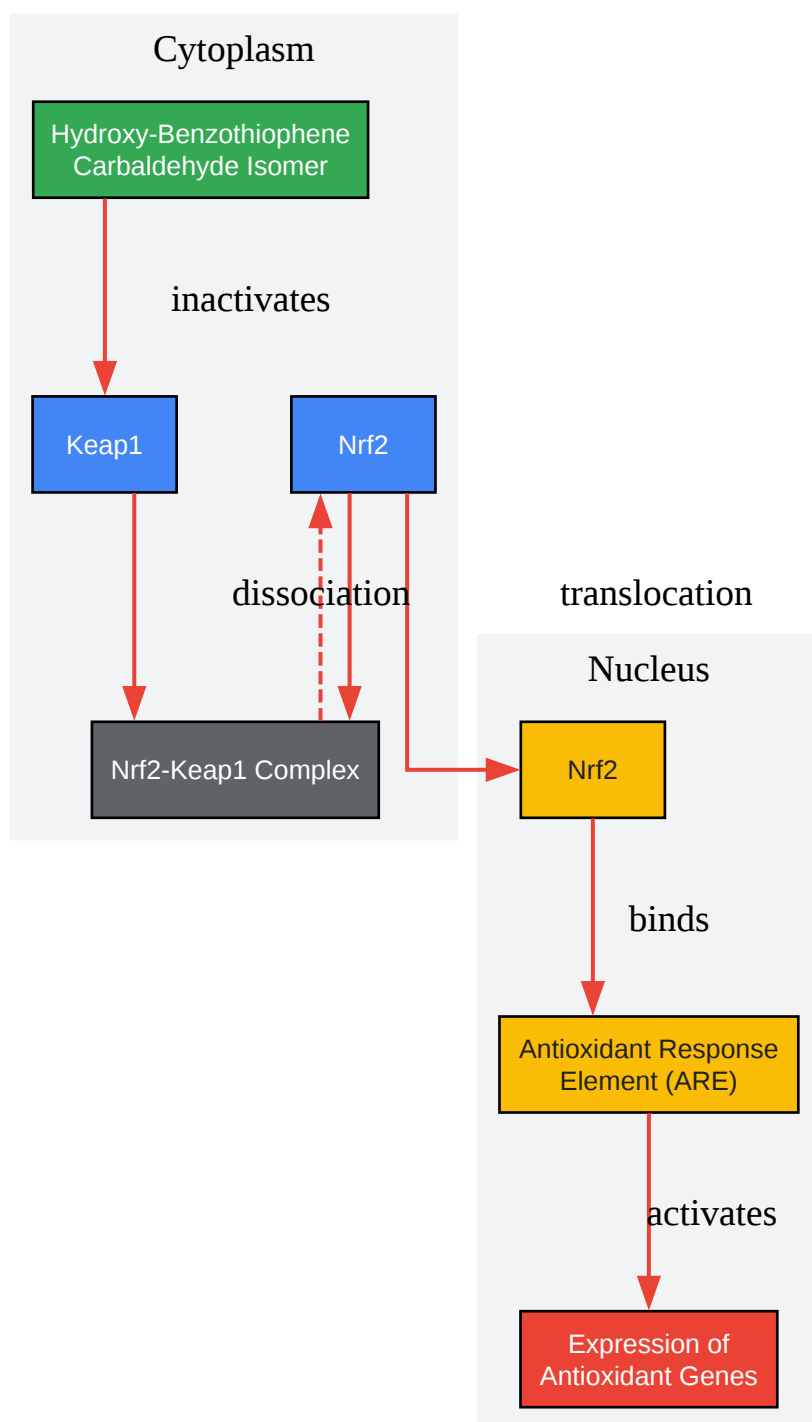 Cytoplasm
Hydroxy-Benzothiophene
Carbaldehyde Isomer
inactivates
Keap1
Nrf2
dissociation
translocation
Nucleus
Nrf2-Keap1 Complex
Nrf2
binds
Antioxidant Response
Element (ARE)
activates
Expression of
Antioxidant Genes